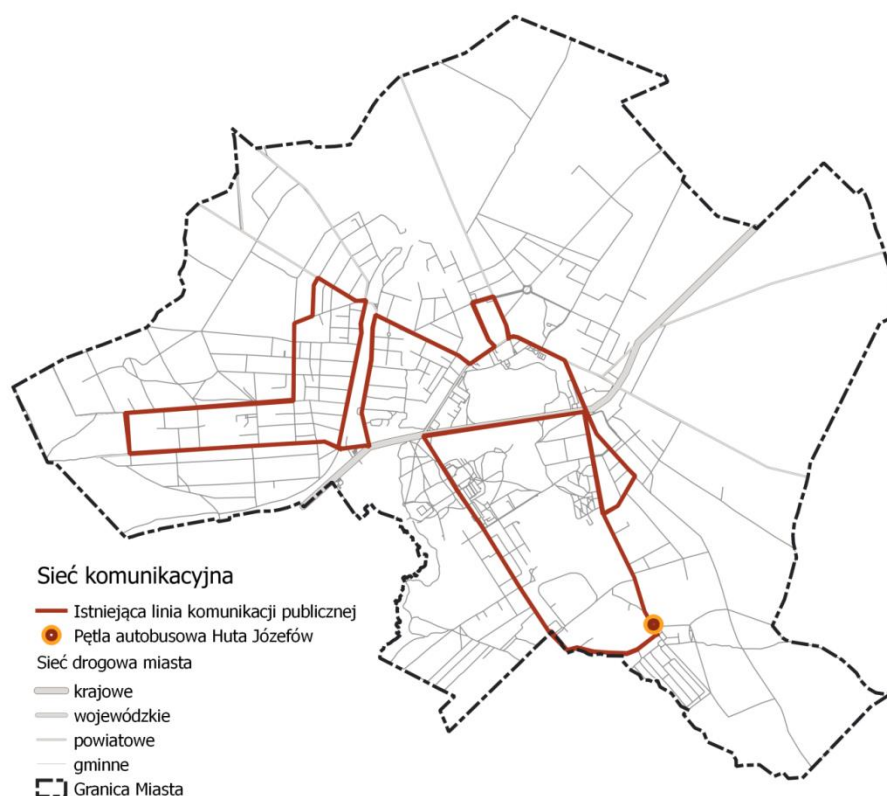 Sieć komunikacyjna
Istniejąca linia komunikacji publicznej
Pętla autobusowa Huta Józefów
Sieć drogowa miasta
krajowe
wojewódzkie
powiatowe
gminne
Granica Miasta